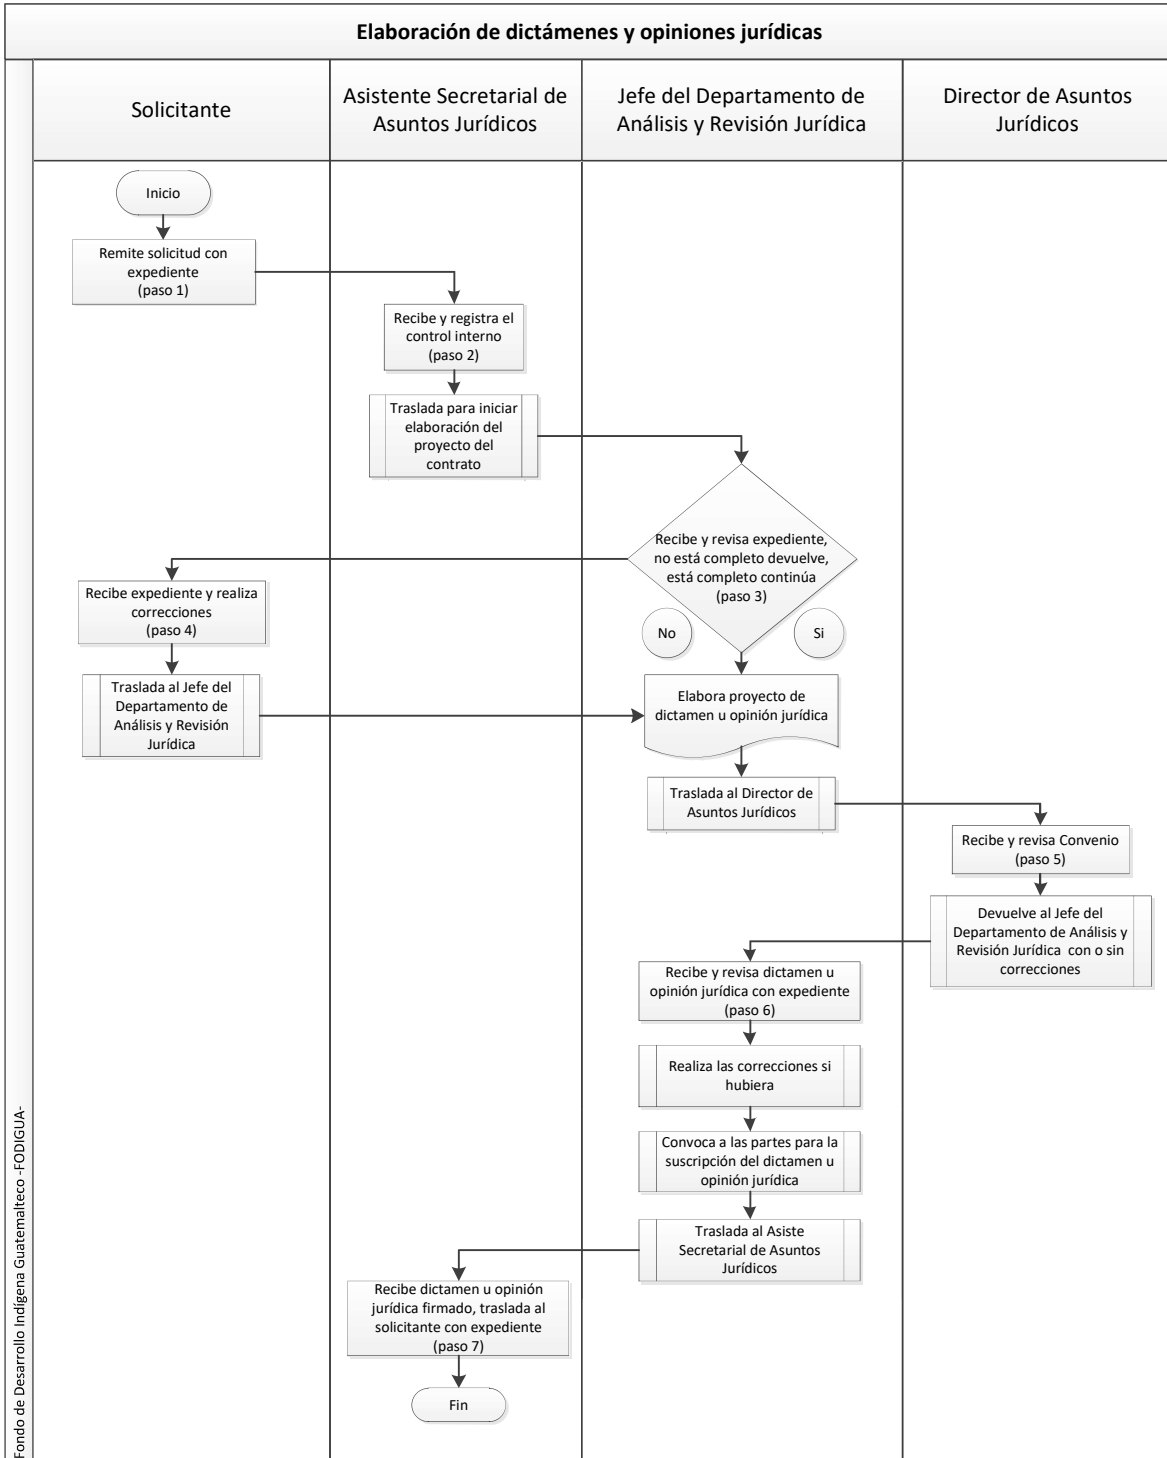 Elaboración de dictámenes y opiniones jurídicas
Solicitante
Asistente Secretarial de
Asuntos Jurídicos
Jefe del Departamento de
Análisis y Revisión Jurídica
Director de Asuntos
Jurídicos
Inicio
Remite solicitud con
expediente
(paso 1)
Recibe y registra el
control interno
(paso 2)
Traslada para iniciar
elaboración del
proyecto del
contrato
Recibe y revisa expediente,
no está completo devuelve,
está completo continúa
(paso 3)
No
Si
Recibe expediente y realiza
correcciones
(paso 4)
Traslada al Jefe del
Departamento de
Análisis y Revisión
Jurídica
Elabora proyecto de
dictamen u opinión jurídica
Traslada al Director de
Asuntos Jurídicos
Recibe y revisa Convenio
(paso 5)
Devuelve al Jefe del
Departamento de Análisis y
Revisión Jurídica  con o sin
correcciones
Recibe y revisa dictamen u
opinión jurídica con expediente
(paso 6)
Realiza las correcciones si
hubiera
Convoca a las partes para la
suscripción del dictamen u
opinión jurídica
Traslada al Asiste
Secretarial de Asuntos
Jurídicos
Recibe dictamen u opinión
jurídica firmado, traslada al
solicitante con expediente
(paso 7)
Fin
Fondo de Desarrollo Indígena Guatemalteco -FODIGUA-